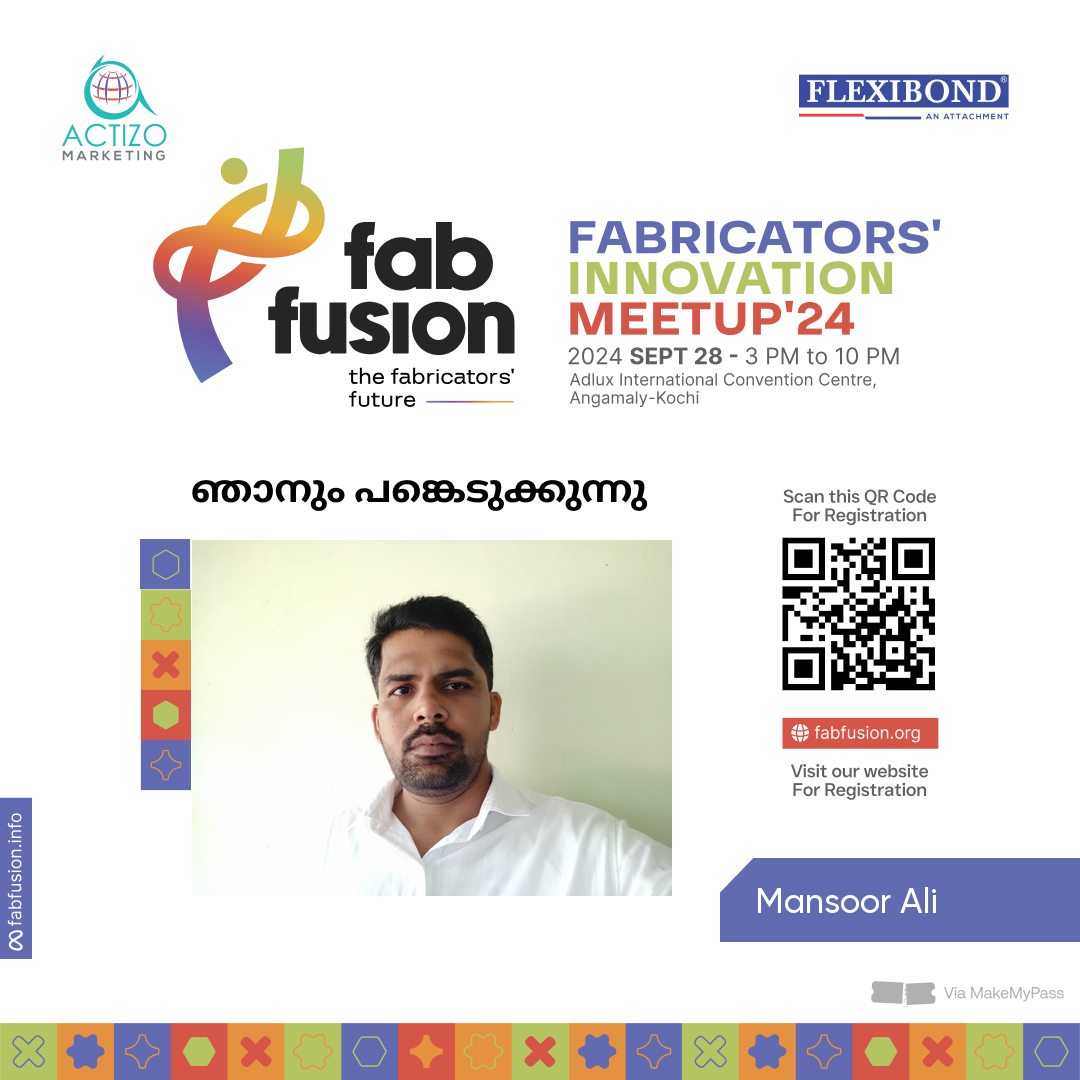 ACTIZO
MARKETING
FLEXIBOND®
AN ATTACHMENT
fab
fusion
the fabricators'
future
FABRICATORS'
INNOVATION
MEETUP'24
2024 SEPT 28 - 3 PM to 10 PM
Adlux International Convention Centre,
Angamaly-Kochi
ഞാനും പങ്കെടുക്കുന്നു
Scan this QR Code
For Registration
fabfusion.org
Visit our website
For Registration
fabfusion.info
Mansoor Ali
Via MakeMyPass